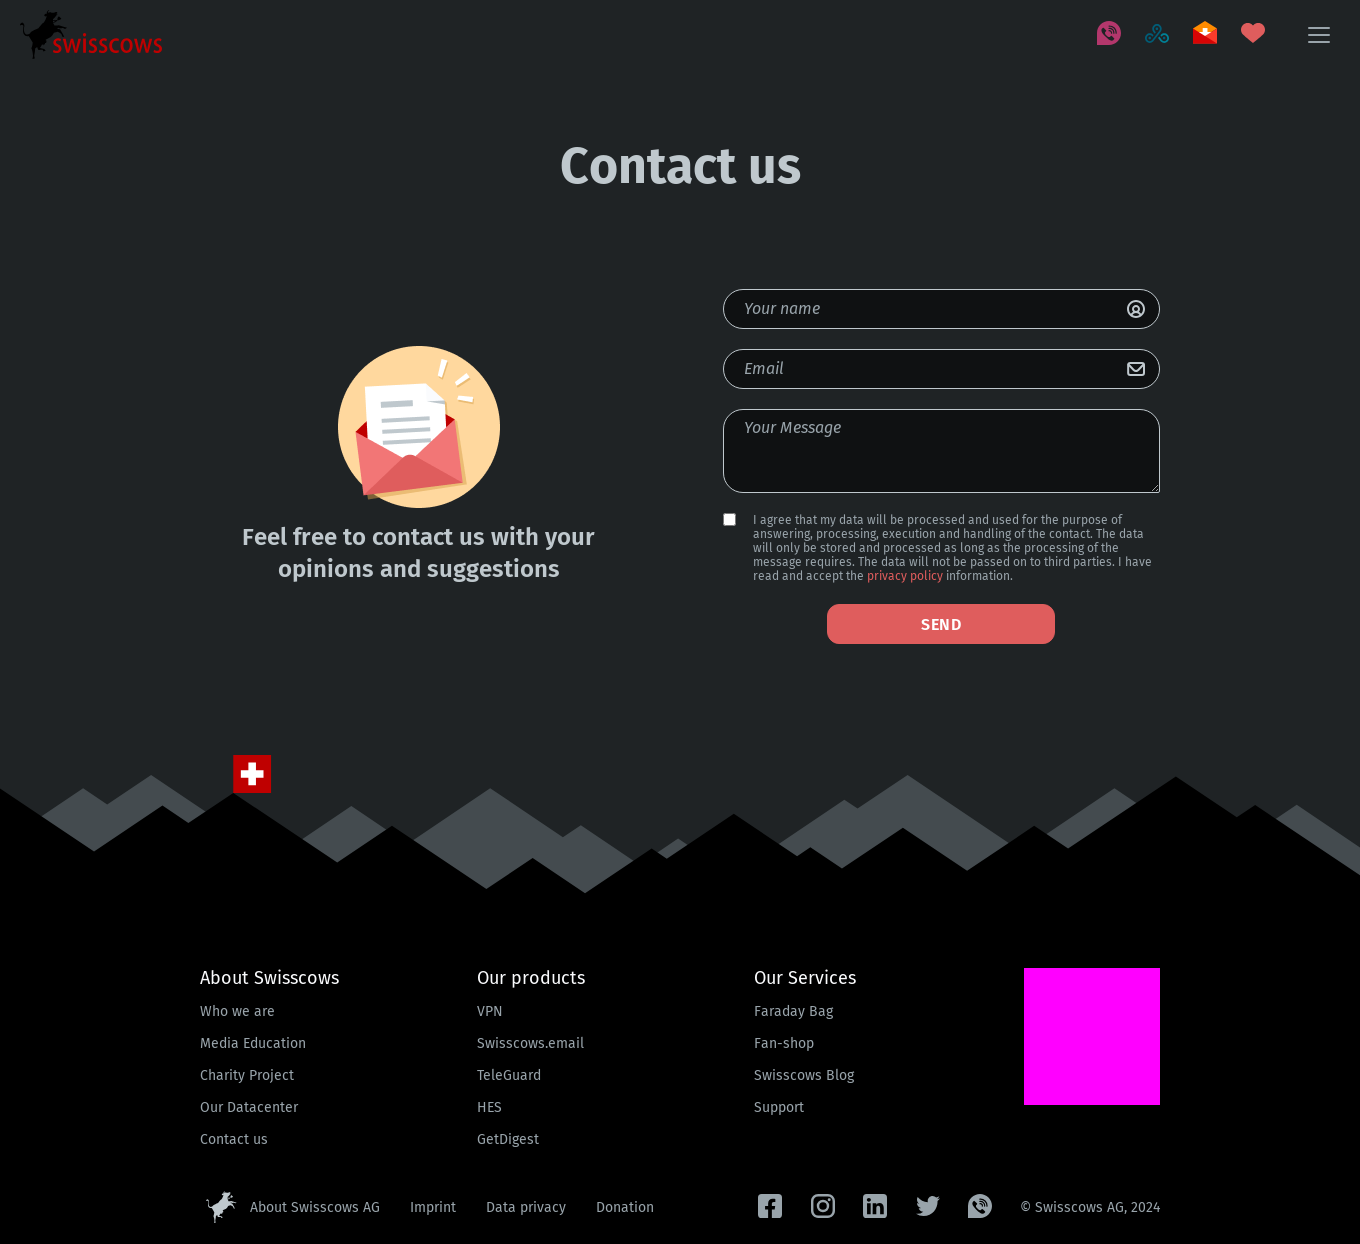 swisscows
Contact us
Your name
Email
Your Message
Feel free to contact us with your
opinions and suggestions
I agree that my data will be processed and used for the purpose of
answering, processing, execution and handling of the contact. The data
will only be stored and processed as long as the processing of the
message requires. The data will not be passed on to third parties. I have
read and accept the privacy policy information.
SEND
About Swisscows
Who we are
Media Education
Charity Project
Our Datacenter
Contact us
Our products
VPN
Swisscows.email
TeleGuard
HES
GetDigest
Our Services
Faraday Bag
Fan-shop
Swisscows Blog
Support
About Swisscows AG Imprint Data privacy Donation
© Swisscows AG, 2024